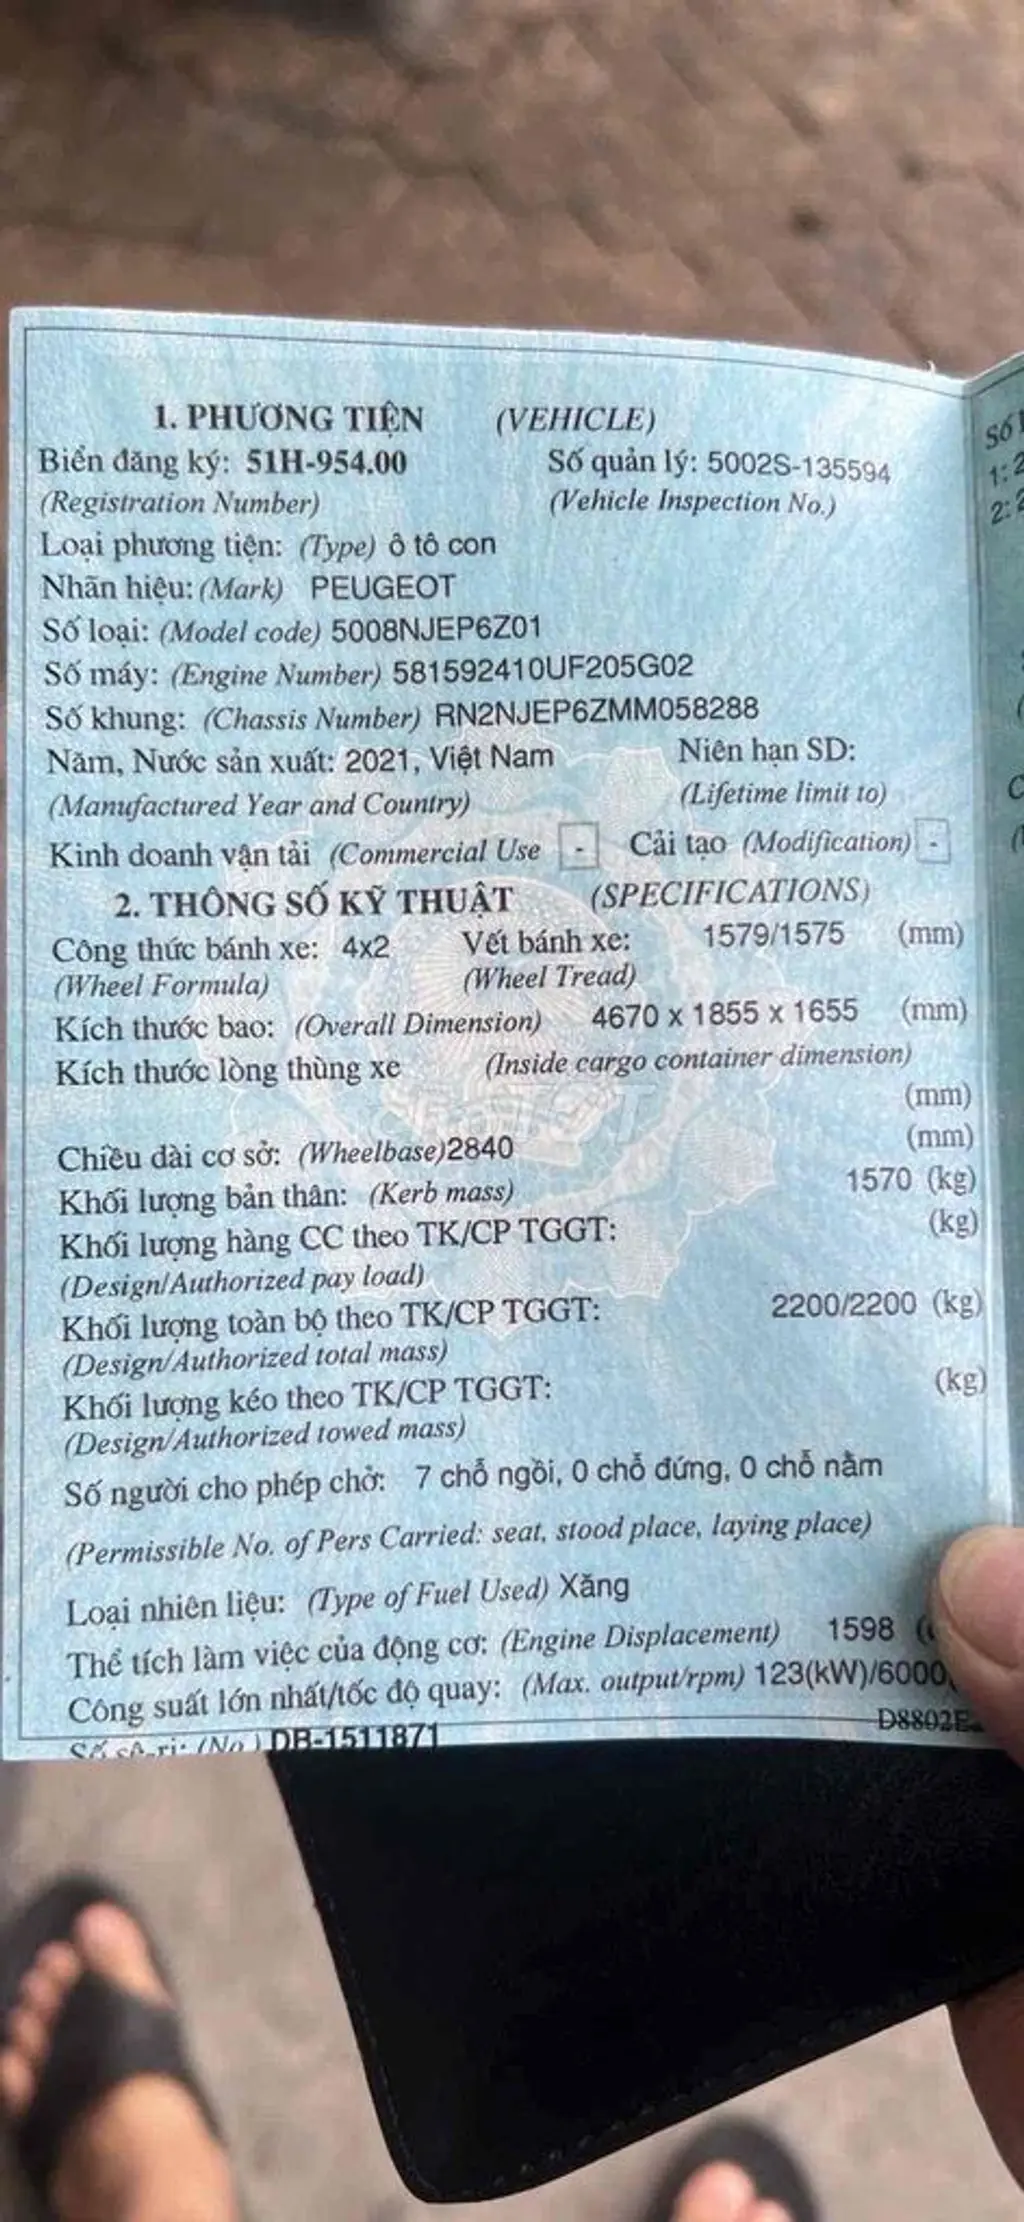 1. PHƯƠNG TIỆN (VEHICLE)
Biển đăng ký: 51H-954.00 Số quản lý: 5002S-135594
(Registration Number) (Vehicle Inspection No.)
Loại phương tiện: (Type) ô tô con
Nhãn hiệu: (Mark) PEUGEOT
Số loại: (Model code) 5008NJEP6Z01
Số máy: (Engine Number) 581592410UF205G02
Số khung: (Chassis Number) RN2NJEP6ZMM058288
Năm, Nước sản xuất: 2021, Việt Nam Niên hạn SD:
(Manufactured Year and Country) (Lifetime limit to)
Kinh doanh vận tải (Commercial Use - Cải tạo (Modification) -
2. THÔNG SỐ KỸ THUẬT (SPECIFICATIONS)
Công thức bánh xe: 4x2 Vết bánh xe: 1579/1575 (mm)
(Wheel Formula) (Wheel Tread)
Kích thước bao: (Overall Dimension) 4670 x 1855 x 1655 (mm)
Kích thước lòng thùng xe (Inside cargo container dimension)
(mm)
Chiều dài cơ sở: (Wheelbase)2840 (mm)
Khối lượng bản thân: (Kerb mass) 1570 (kg)
Khối lượng hàng CC theo TK/CP TGGT: (kg)
(Design/Authorized pay load)
Khối lượng toàn bộ theo TK/CP TGGT: 2200/2200 (kg)
(Design/Authorized total mass)
Khối lượng kéo theo TK/CP TGGT: (kg)
(Design/Authorized towed mass)
Số người cho phép chở: 7 chỗ ngồi, 0 chỗ đứng, 0 chỗ nằm
(Permissible No. of Pers Carried: seat, stood place, laying place)
Loại nhiên liệu: (Type of Fuel Used) Xăng
Thể tích làm việc của động cơ: (Engine Displacement) 1598
Công suất lớn nhất/tốc độ quay: (Max. output/rpm) 123(kW)/6000
Số sê-ri: (No.) DB-1511871
Số
1: 2
2: 2